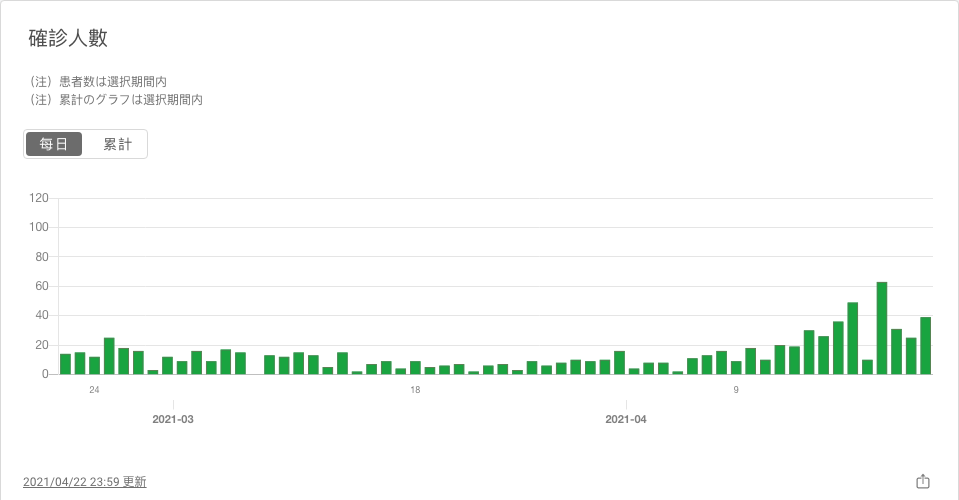 確診人數
（注）患者数は選択期間内
（注）累計のグラフは選択期間内
每日 累計
120
100
80
60
40
20
0
24 18 9
2021-03 2021-04
2021/04/22 23:59 更新